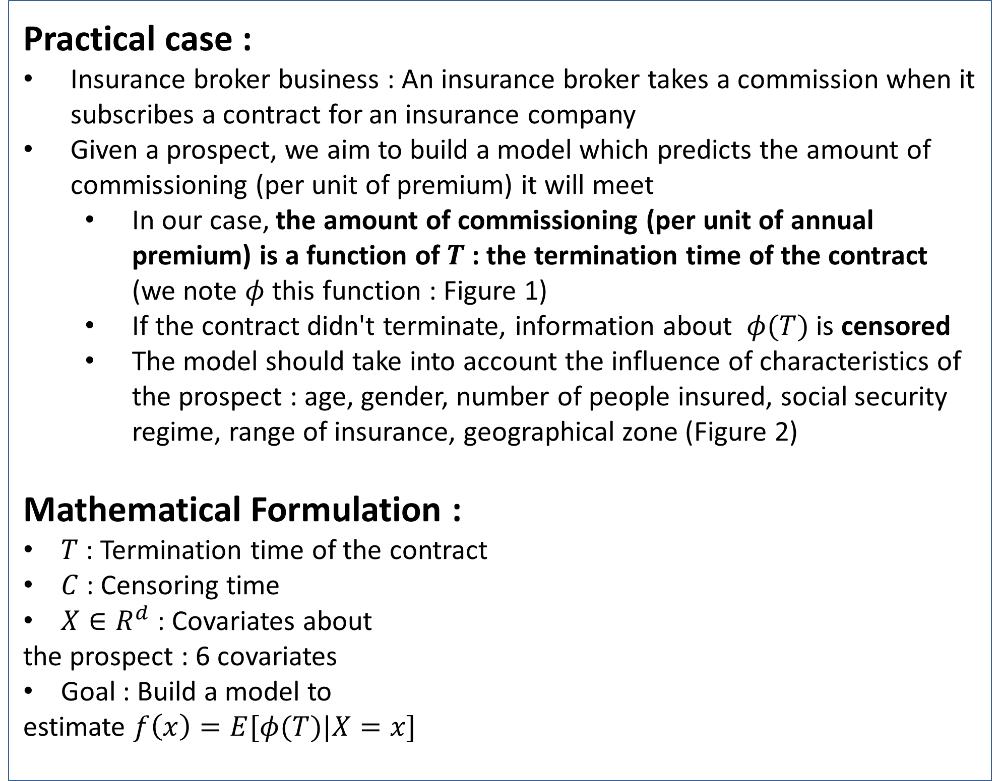 Practical case :
• Insurance broker business : An insurance broker takes a commission when it
subscribes a contract for an insurance company
• Given a prospect, we aim to build a model which predicts the amount of
commissioning (per unit of premium) it will meet
• In our case, the amount of commissioning (per unit of annual
premium) is a function of T : the termination time of the contract
(we note ϕ this function : Figure 1)
• If the contract didn't terminate, information about ϕ(T) is censored
• The model should take into account the influence of characteristics of
the prospect : age, gender, number of people insured, social security
regime, range of insurance, geographical zone (Figure 2)
Mathematical Formulation :
• T : Termination time of the contract
• C : Censoring time
• X ∈ R^d : Covariates about
the prospect : 6 covariates
• Goal : Build a model to
estimate f(x) = E[ϕ(T)|X = x]